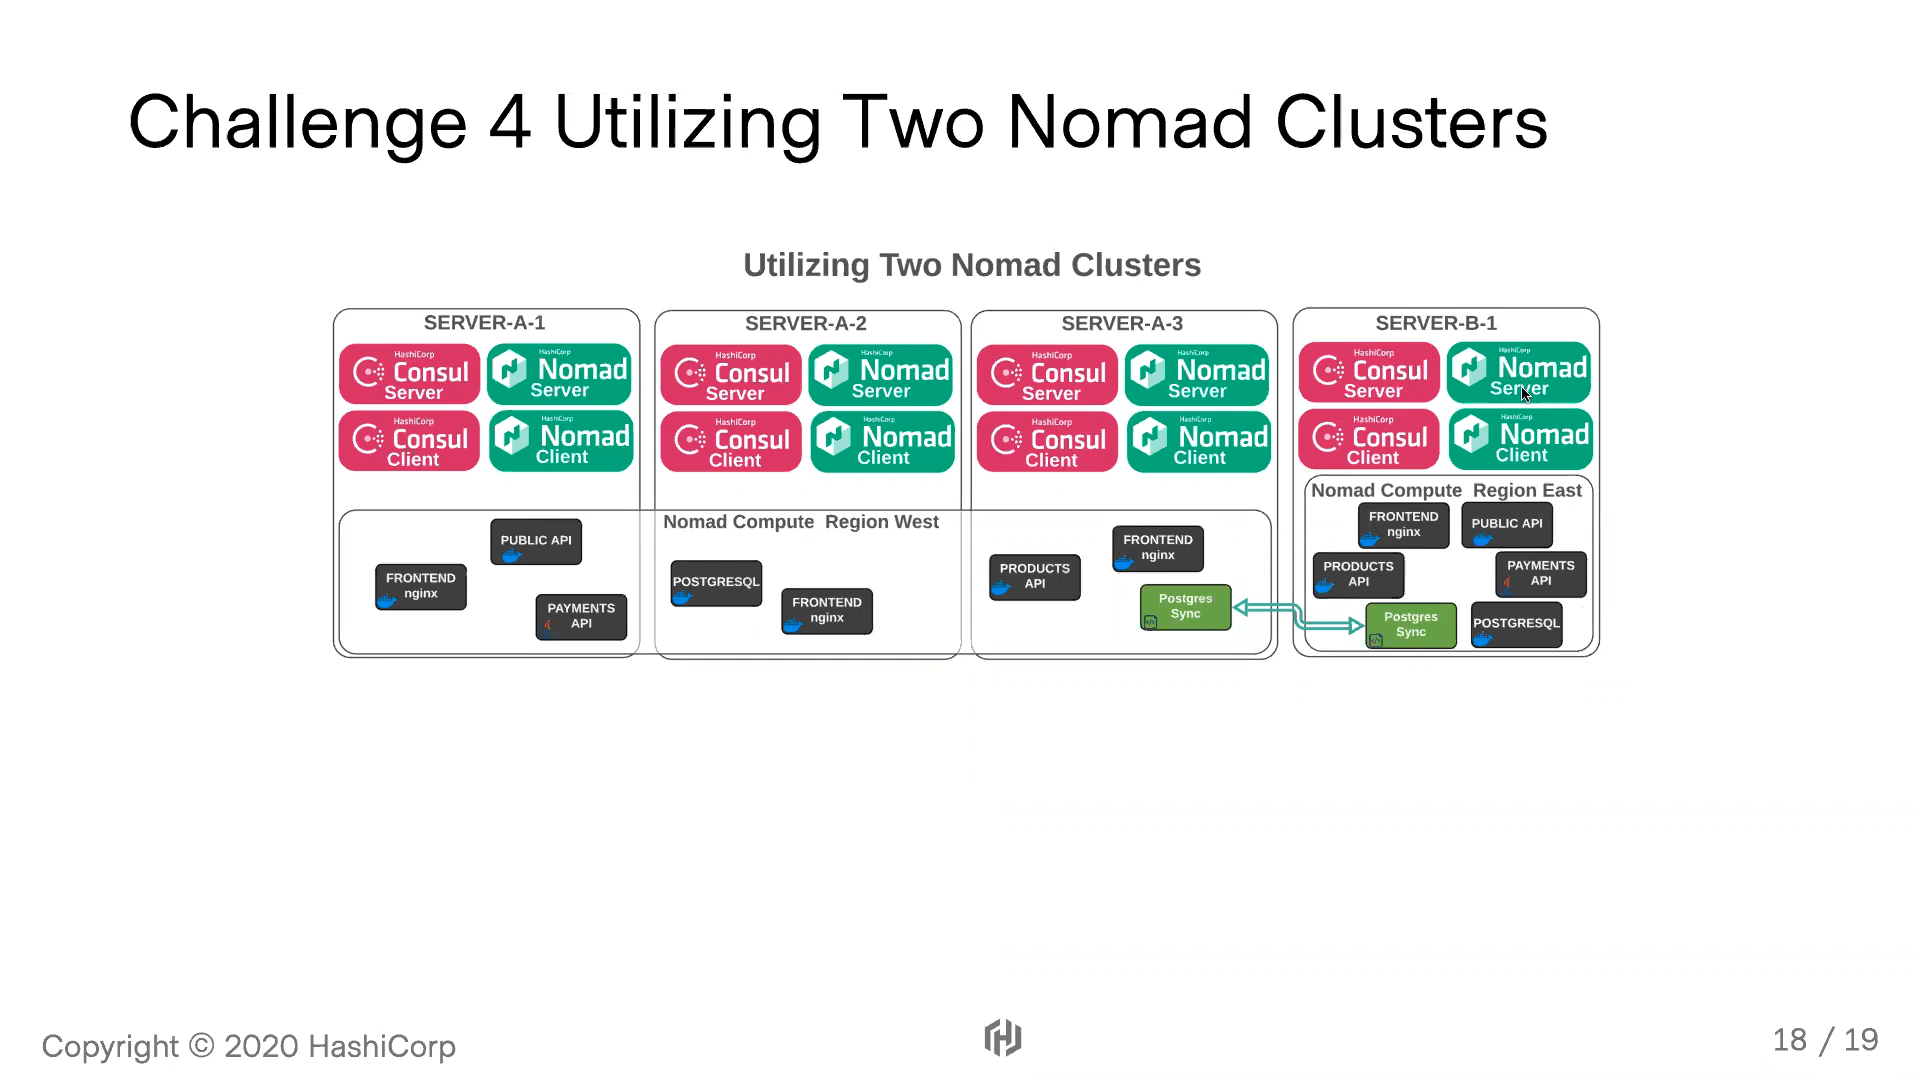 Challenge 4 Utilizing Two Nomad Clusters
Utilizing Two Nomad Clusters
SERVER-A-1
HashiCorp
Consul
Server
HashiCorp
Nomad
Server
HashiCorp
Consul
Client
HashiCorp
Nomad
Client
SERVER-A-2
HashiCorp
Consul
Server
HashiCorp
Nomad
Server
HashiCorp
Consul
Client
HashiCorp
Nomad
Client
SERVER-A-3
HashiCorp
Consul
Server
HashiCorp
Nomad
Server
HashiCorp
Consul
Client
HashiCorp
Nomad
Client
SERVER-B-1
HashiCorp
Consul
Server
HashiCorp
Nomad
Server
HashiCorp
Consul
Client
HashiCorp
Nomad
Client
Nomad Compute Region West
PUBLIC API
FRONTEND
nginx
PAYMENTS
API
POSTGRESQL
FRONTEND
nginx
PRODUCTS
API
FRONTEND
nginx
Postgres
Sync
Nomad Compute Region East
FRONTEND
nginx
PUBLIC API
PRODUCTS
API
PAYMENTS
API
Postgres
Sync
POSTGRESQL
Copyright © 2020 HashiCorp
18 / 19